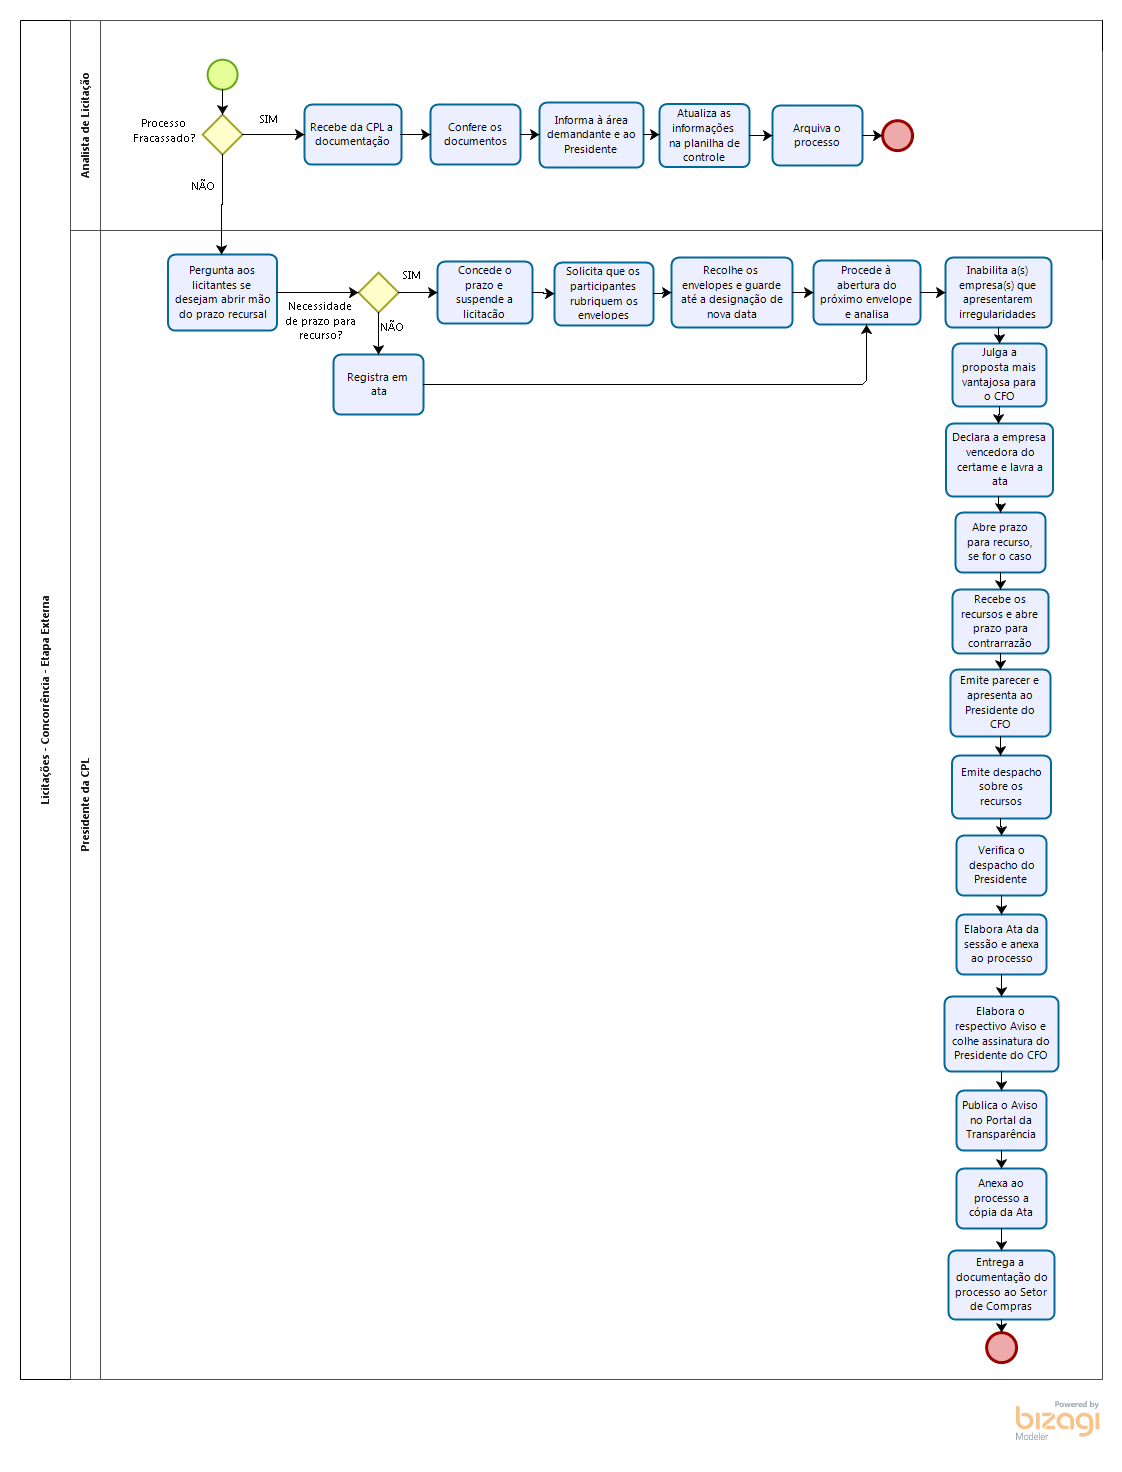 Licitações - Concorrência - Etapa Externa
Analista de Licitação
Processo
Fracassado?
SIM
NÃO
Recebe da CPL a
documentação
Confere os
documentos
Informa à área
demandante e ao
Presidente
Atualiza as
informações
na planilha de
controle
Arquiva o
processo
Presidente da CPL
Pergunta aos
licitantes se
desejam abrir mão
do prazo recursal
Necessidade
de prazo para
recurso?
SIM
NÃO
Registra em
ata
Concede o
prazo e
suspende a
licitacão
Solicita que os
participantes
rubriquem os
envelopes
Recolhe os
envelopes e guarde
até a designação de
nova data
Procede à
abertura do
próximo envelope
e analisa
Inabilita a(s)
empresa(s) que
apresentarem
irregularidades
Julga a
proposta mais
vantajosa para
o CFO
Declara a empresa
vencedora do
certame e lavra a
ata
Abre prazo
para recurso,
se for o caso
Recebe os
recursos e abre
prazo para
contrarrazão
Emite parecer e
apresenta ao
Presidente do
CFO
Emite despacho
sobre os
recursos
Verifica o
despacho do
Presidente
Elabora Ata da
sessão e anexa
ao processo
Elabora o
respectivo Aviso e
colhe assinatura do
Presidente do CFO
Publica o Aviso
no Portal da
Transparência
Anexa ao
processo a
cópia da Ata
Entrega a
documentação do
processo ao Setor
de Compras
Powered by
bizagi
Modeler